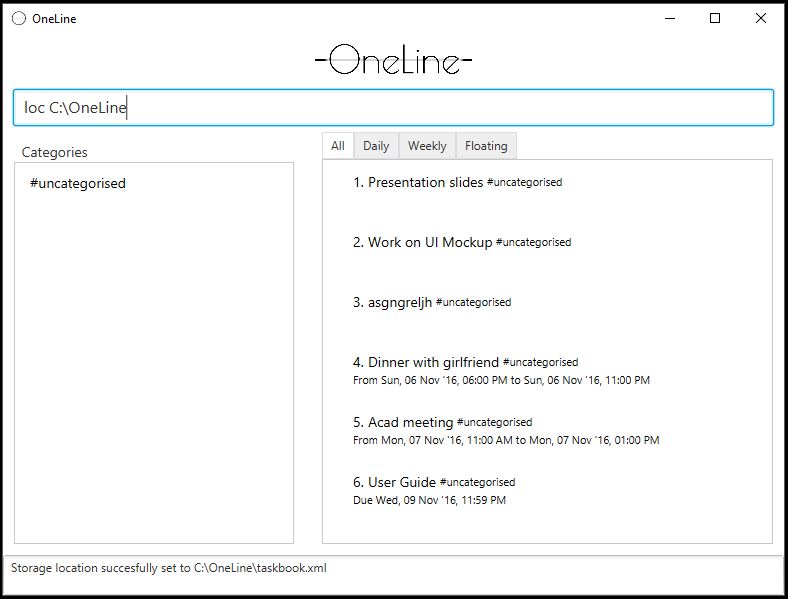 OneLine
OneLine
loc C:\OneLine
Categories
#uncategorised
All Daily Weekly Floating
1. Presentation slides #uncategorised
2. Work on UI Mockup #uncategorised
3. asgngreljh #uncategorised
4. Dinner with girlfriend #uncategorised
From Sun, 06 Nov '16, 06:00 PM to Sun, 06 Nov '16, 11:00 PM
5. Acad meeting #uncategorised
From Mon, 07 Nov '16, 11:00 AM to Mon, 07 Nov '16, 01:00 PM
6. User Guide #uncategorised
Due Wed, 09 Nov '16, 11:59 PM
Storage location succesfully set to C:\OneLine\taskbook.xml